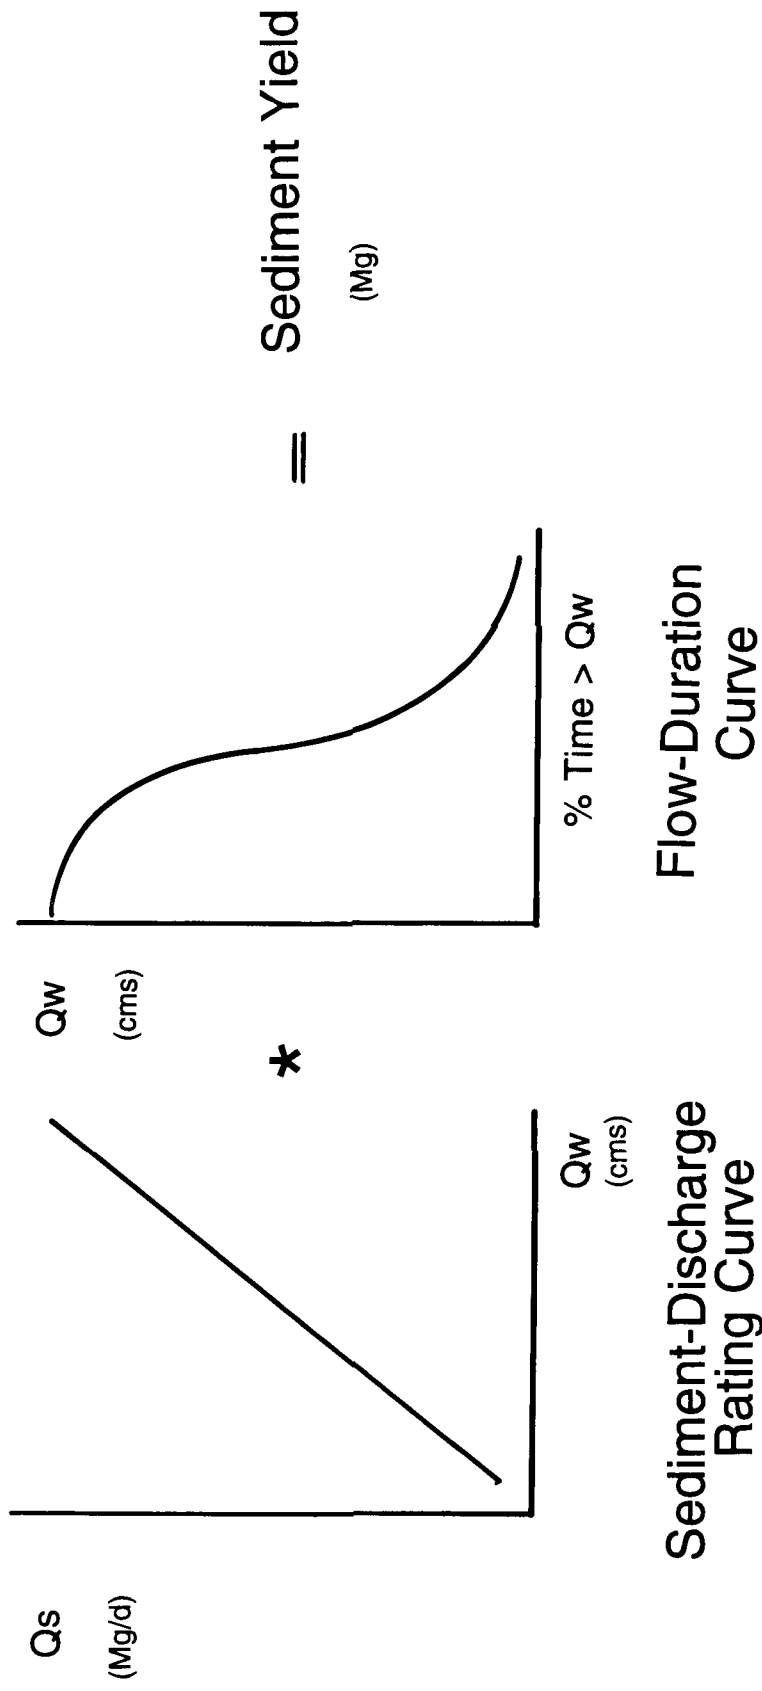 Qs
(Mg/d)
Qw
(cms)
Sediment-Discharge
Rating Curve
*
Qw
(cms)
% Time > Qw
Flow-Duration
Curve
=
Sediment Yield
(Mg)